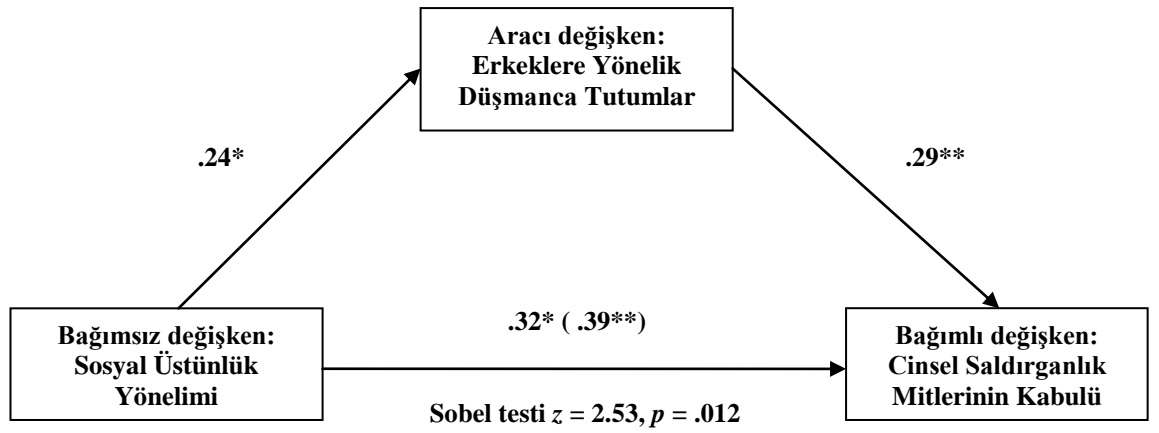 Aracı değişken:
Erkeklere Yönelik
Düşmanca Tutumlar
.24*
.29**
Bağımsız değişken:
Sosyal Üstünlük
Yönelimi
.32* ( .39**)
Bağımlı değişken:
Cinsel Saldırganlık
Mitlerinin Kabulü
Sobel testi z = 2.53, p = .012